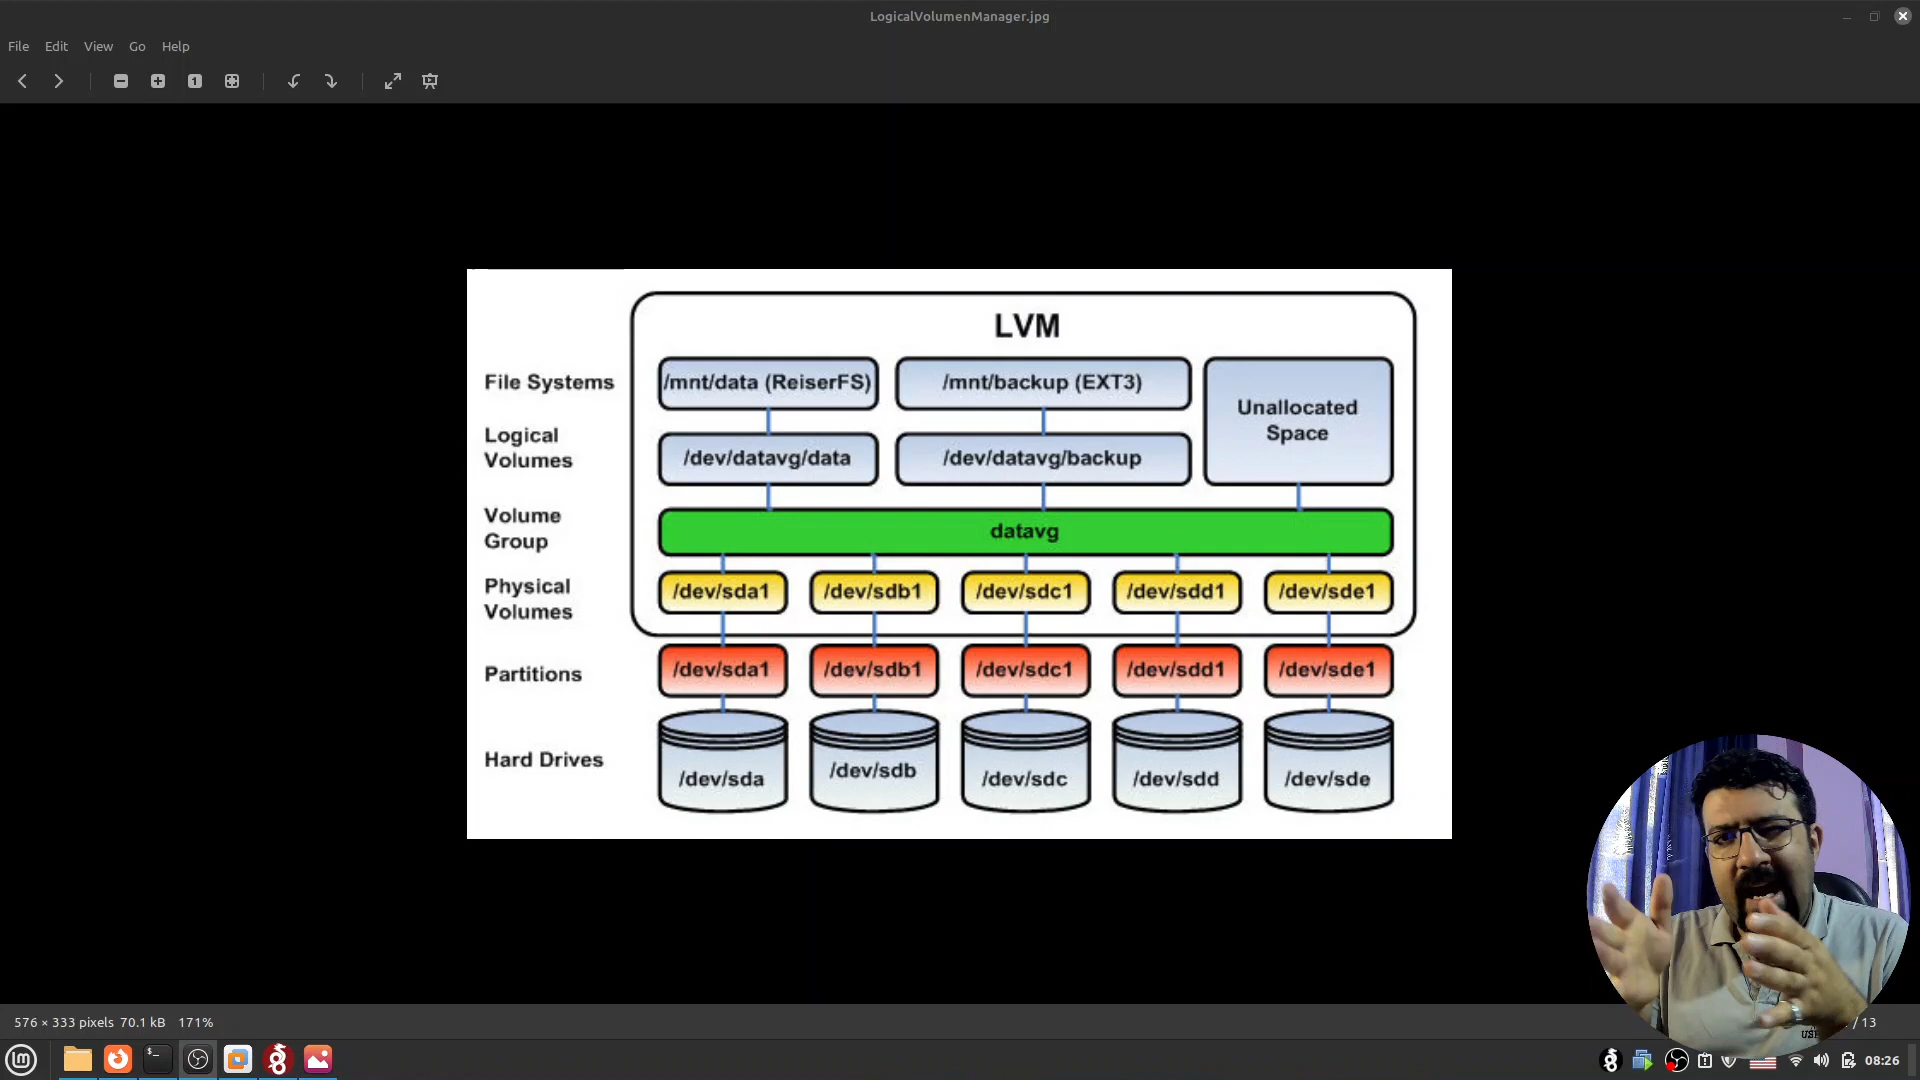 LogicalVolumenManager.jpg
File Edit View Go Help
LVM
File Systems
/mnt/data (ReiserFS)
/mnt/backup (EXT3)
Unallocated
Space
Logical
Volumes
/dev/datavg/data
/dev/datavg/backup
Volume
Group
datavg
Physical
Volumes
/dev/sda1
/dev/sdb1
/dev/sdc1
/dev/sdd1
/dev/sde1
Partitions
/dev/sda1
/dev/sdb1
/dev/sdc1
/dev/sdd1
/dev/sde1
Hard Drives
/dev/sda
/dev/sdb
/dev/sdc
/dev/sdd
/dev/sde
576 × 333 pixels 70.1 kB 171%
/ 13
08:26